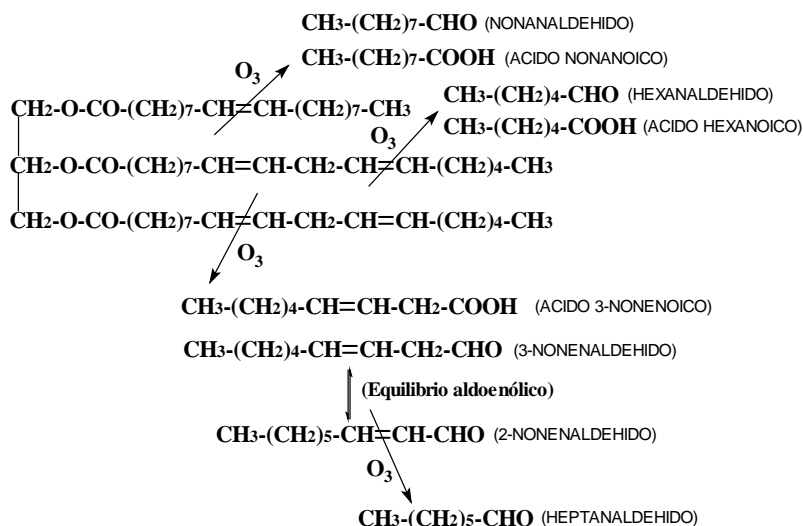 CH3-(CH2)7-CHO (NONANALDEHIDO)
CH3-(CH2)7-COOH (ACIDO NONANOICO)
O3
CH3-(CH2)4-CHO (HEXANALDEHIDO)
CH2-O-CO-(CH2)7-CH=CH-(CH2)7-CH3
CH3-(CH2)4-COOH (ACIDO HEXANOICO)
O3
CH2-O-CO-(CH2)7-CH=CH-CH2-CH=CH-(CH2)4-CH3
CH2-O-CO-(CH2)7-CH=CH-CH2-CH=CH-(CH2)4-CH3
O3
CH3-(CH2)4-CH=CH-CH2-COOH (ACIDO 3-NONENOICO)
CH3-(CH2)4-CH=CH-CH2-CHO (3-NONENALDEHIDO)
(Equilibrio aldoenólico)
CH3-(CH2)5-CH=CH-CHO (2-NONENALDEHIDO)
O3
CH3-(CH2)5-CHO (HEPTANALDEHIDO)